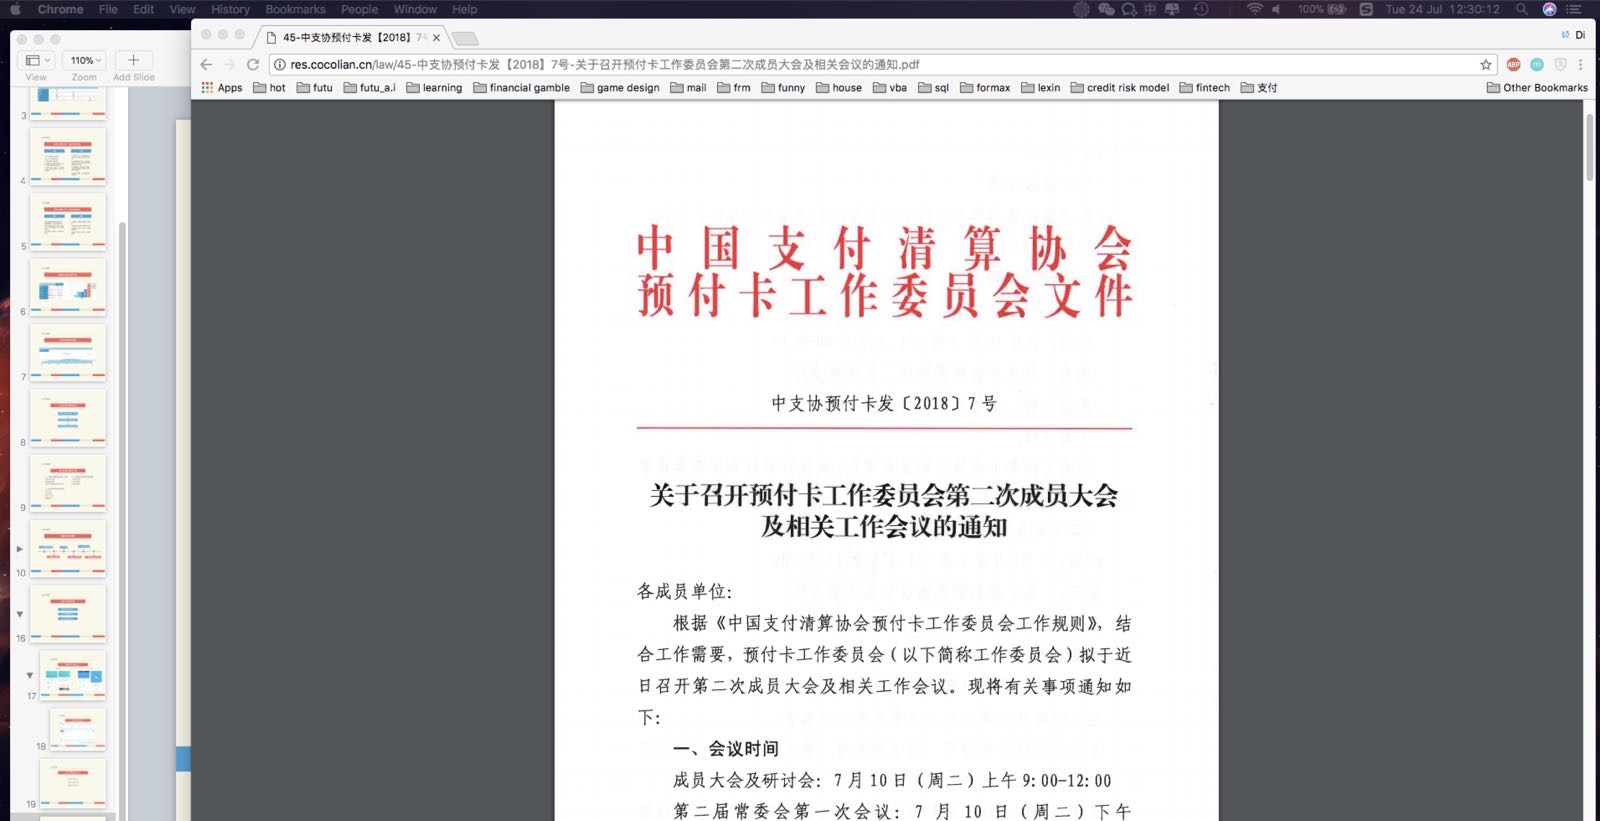 Chrome File Edit View History Bookmarks People Window Help
100% Tue 24 Jul 12:30:12
45-中支协预付卡发【2018】7
Di
110%
View Zoom Add Slide
res.cocolian.cn/law/45-中支协预付卡发【2018】7号-关于召开预付卡工作委员会第二次成员大会及相关会议的通知.pdf
ABP
m
Apps hot futu futu_a.i learning financial gamble game design mail frm funny house vba sql formax lexin credit risk model fintech 支付 Other Bookmarks
3
4
5
6
7
8
9
10
16
17
18
19
中国支付清算协会
预付卡工作委员会文件
中支协预付卡发〔2018〕7号
关于召开预付卡工作委员会第二次成员大会
及相关工作会议的通知
各成员单位:
根据《中国支付清算协会预付卡工作委员会工作规则》,结
合工作需要,预付卡工作委员会(以下简称工作委员会)拟于近
日召开第二次成员大会及相关工作会议。现将有关事项通知如
下:
一、会议时间
成员大会及研讨会:7月10日(周二)上午9:00-12:00
第二届常委会第一次会议:7月10日(周二)下午